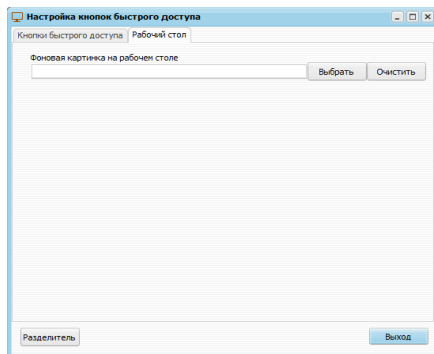 Настройка кнопок быстрого доступа
Кнопки быстрого доступа Рабочий стол
Фоновая картинка на рабочем столе
Выбрать Очистить
Разделитель Выход